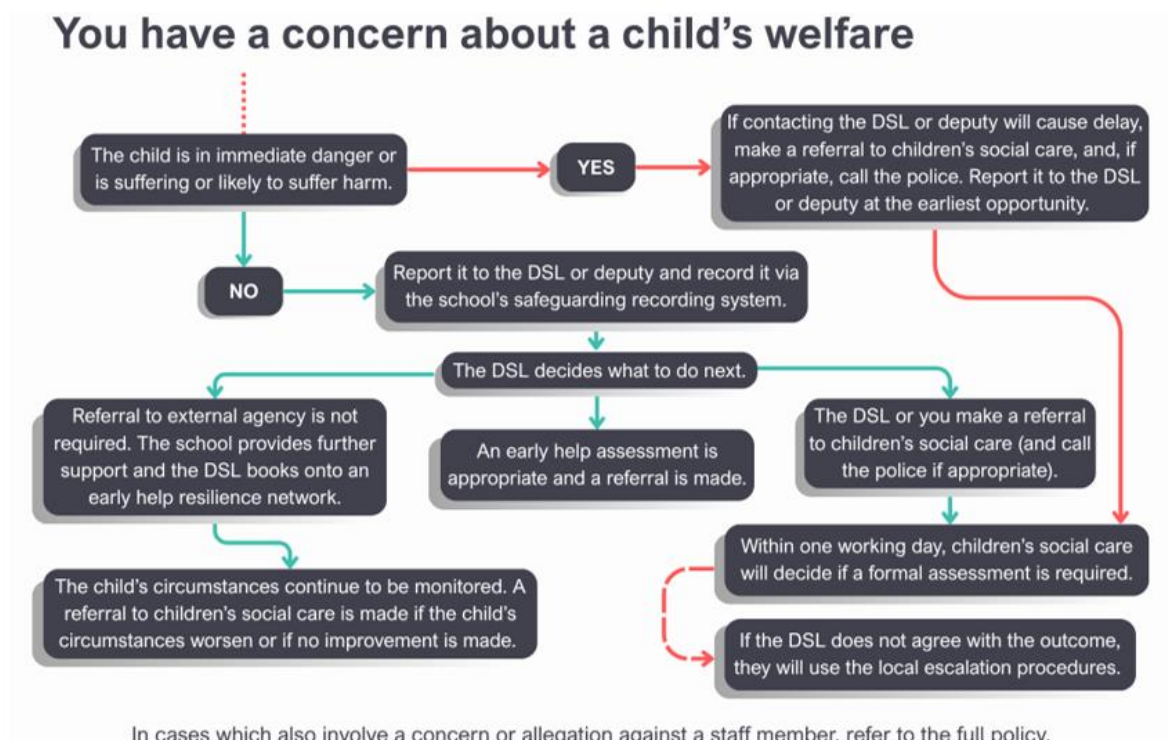 You have a concern about a child's welfare
The child is in immediate danger or
is suffering or likely to suffer harm.
YES
If contacting the DSL or deputy will cause delay,
make a referral to children's social care, and, if
appropriate, call the police. Report it to the DSL
or deputy at the earliest opportunity.
NO
Report it to the DSL or deputy and record it via
the school's safeguarding recording system.
The DSL decides what to do next.
Referral to external agency is not
required. The school provides further
support and the DSL books onto an
early help resilience network.
An early help assessment is
appropriate and a referral is made.
The DSL or you make a referral
to children's social care (and call
the police if appropriate).
The child's circumstances continue to be monitored. A
referral to children's social care is made if the child's
circumstances worsen or if no improvement is made.
Within one working day, children's social care
will decide if a formal assessment is required.
If the DSL does not agree with the outcome,
they will use the local escalation procedures.
In cases which also involve a concern or allegation against a staff member, refer to the full policy.